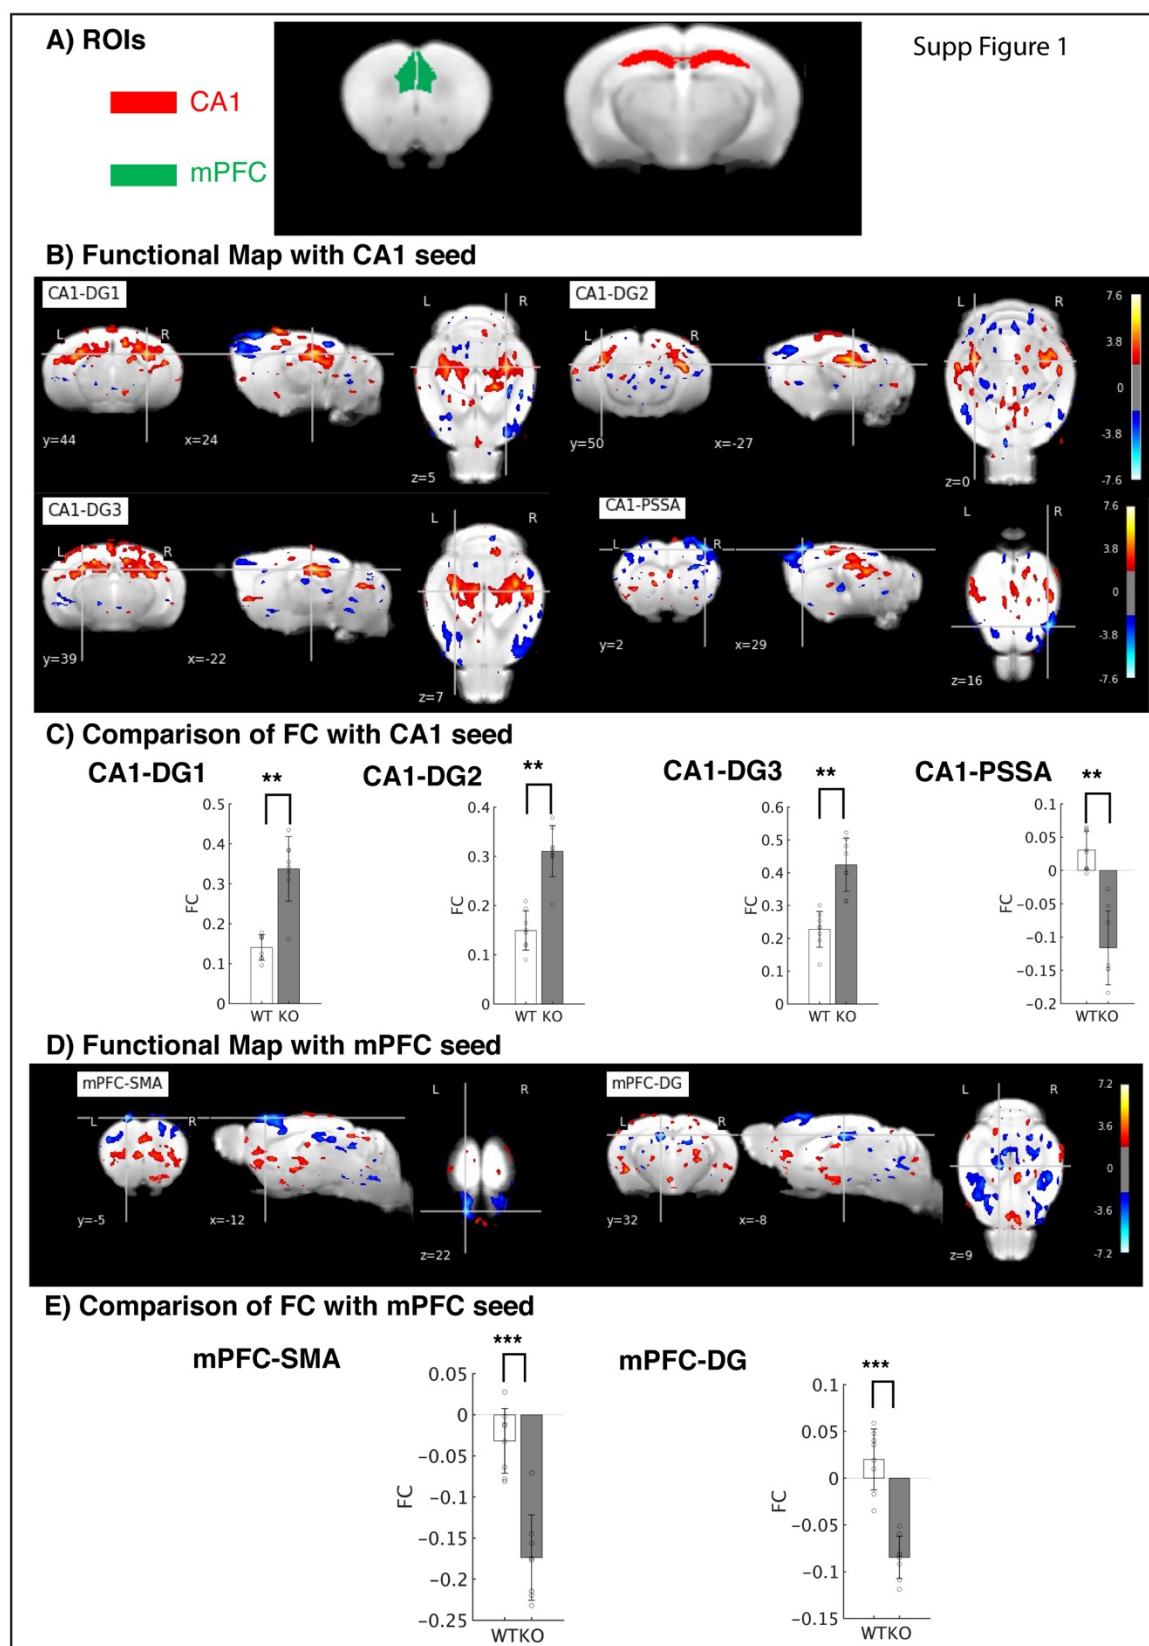 A) ROIs
Supp Figure 1
CA1
mPFC
B) Functional Map with CA1 seed
CA1-DG1
L R
y=44
x=24
z=5
L R
CA1-DG2
L R
y=50
x=-27
z=0
L R
7.6
3.8
0
-3.8
-7.6
CA1-DG3
L R
y=39
x=-22
z=7
L R
CA1-PSSA
L R
y=2
x=29
z=16
L R
7.6
3.8
0
-3.8
-7.6
C) Comparison of FC with CA1 seed
CA1-DG1
**
0.5
0.4
0.3
0.2
0.1
0
FC
WT KO
CA1-DG2
**
0.4
0.3
0.2
0.1
0
FC
WT KO
CA1-DG3
**
0.6
0.5
0.4
0.3
0.2
0.1
0
FC
WT KO
CA1-PSSA
**
0.1
0.05
0
−0.05
−0.1
−0.15
−0.2
FC
WTKO
D) Functional Map with mPFC seed
mPFC-SMA
L R
y=-5
x=-12
z=22
L R
mPFC-DG
L R
y=32
x=-8
z=9
L R
7.2
3.6
0
-3.6
-7.2
E) Comparison of FC with mPFC seed
mPFC-SMA
***
0.05
0
−0.05
−0.1
−0.15
−0.2
−0.25
FC
WTKO
mPFC-DG
***
0.1
0.05
0
−0.05
−0.1
−0.15
FC
WTKO